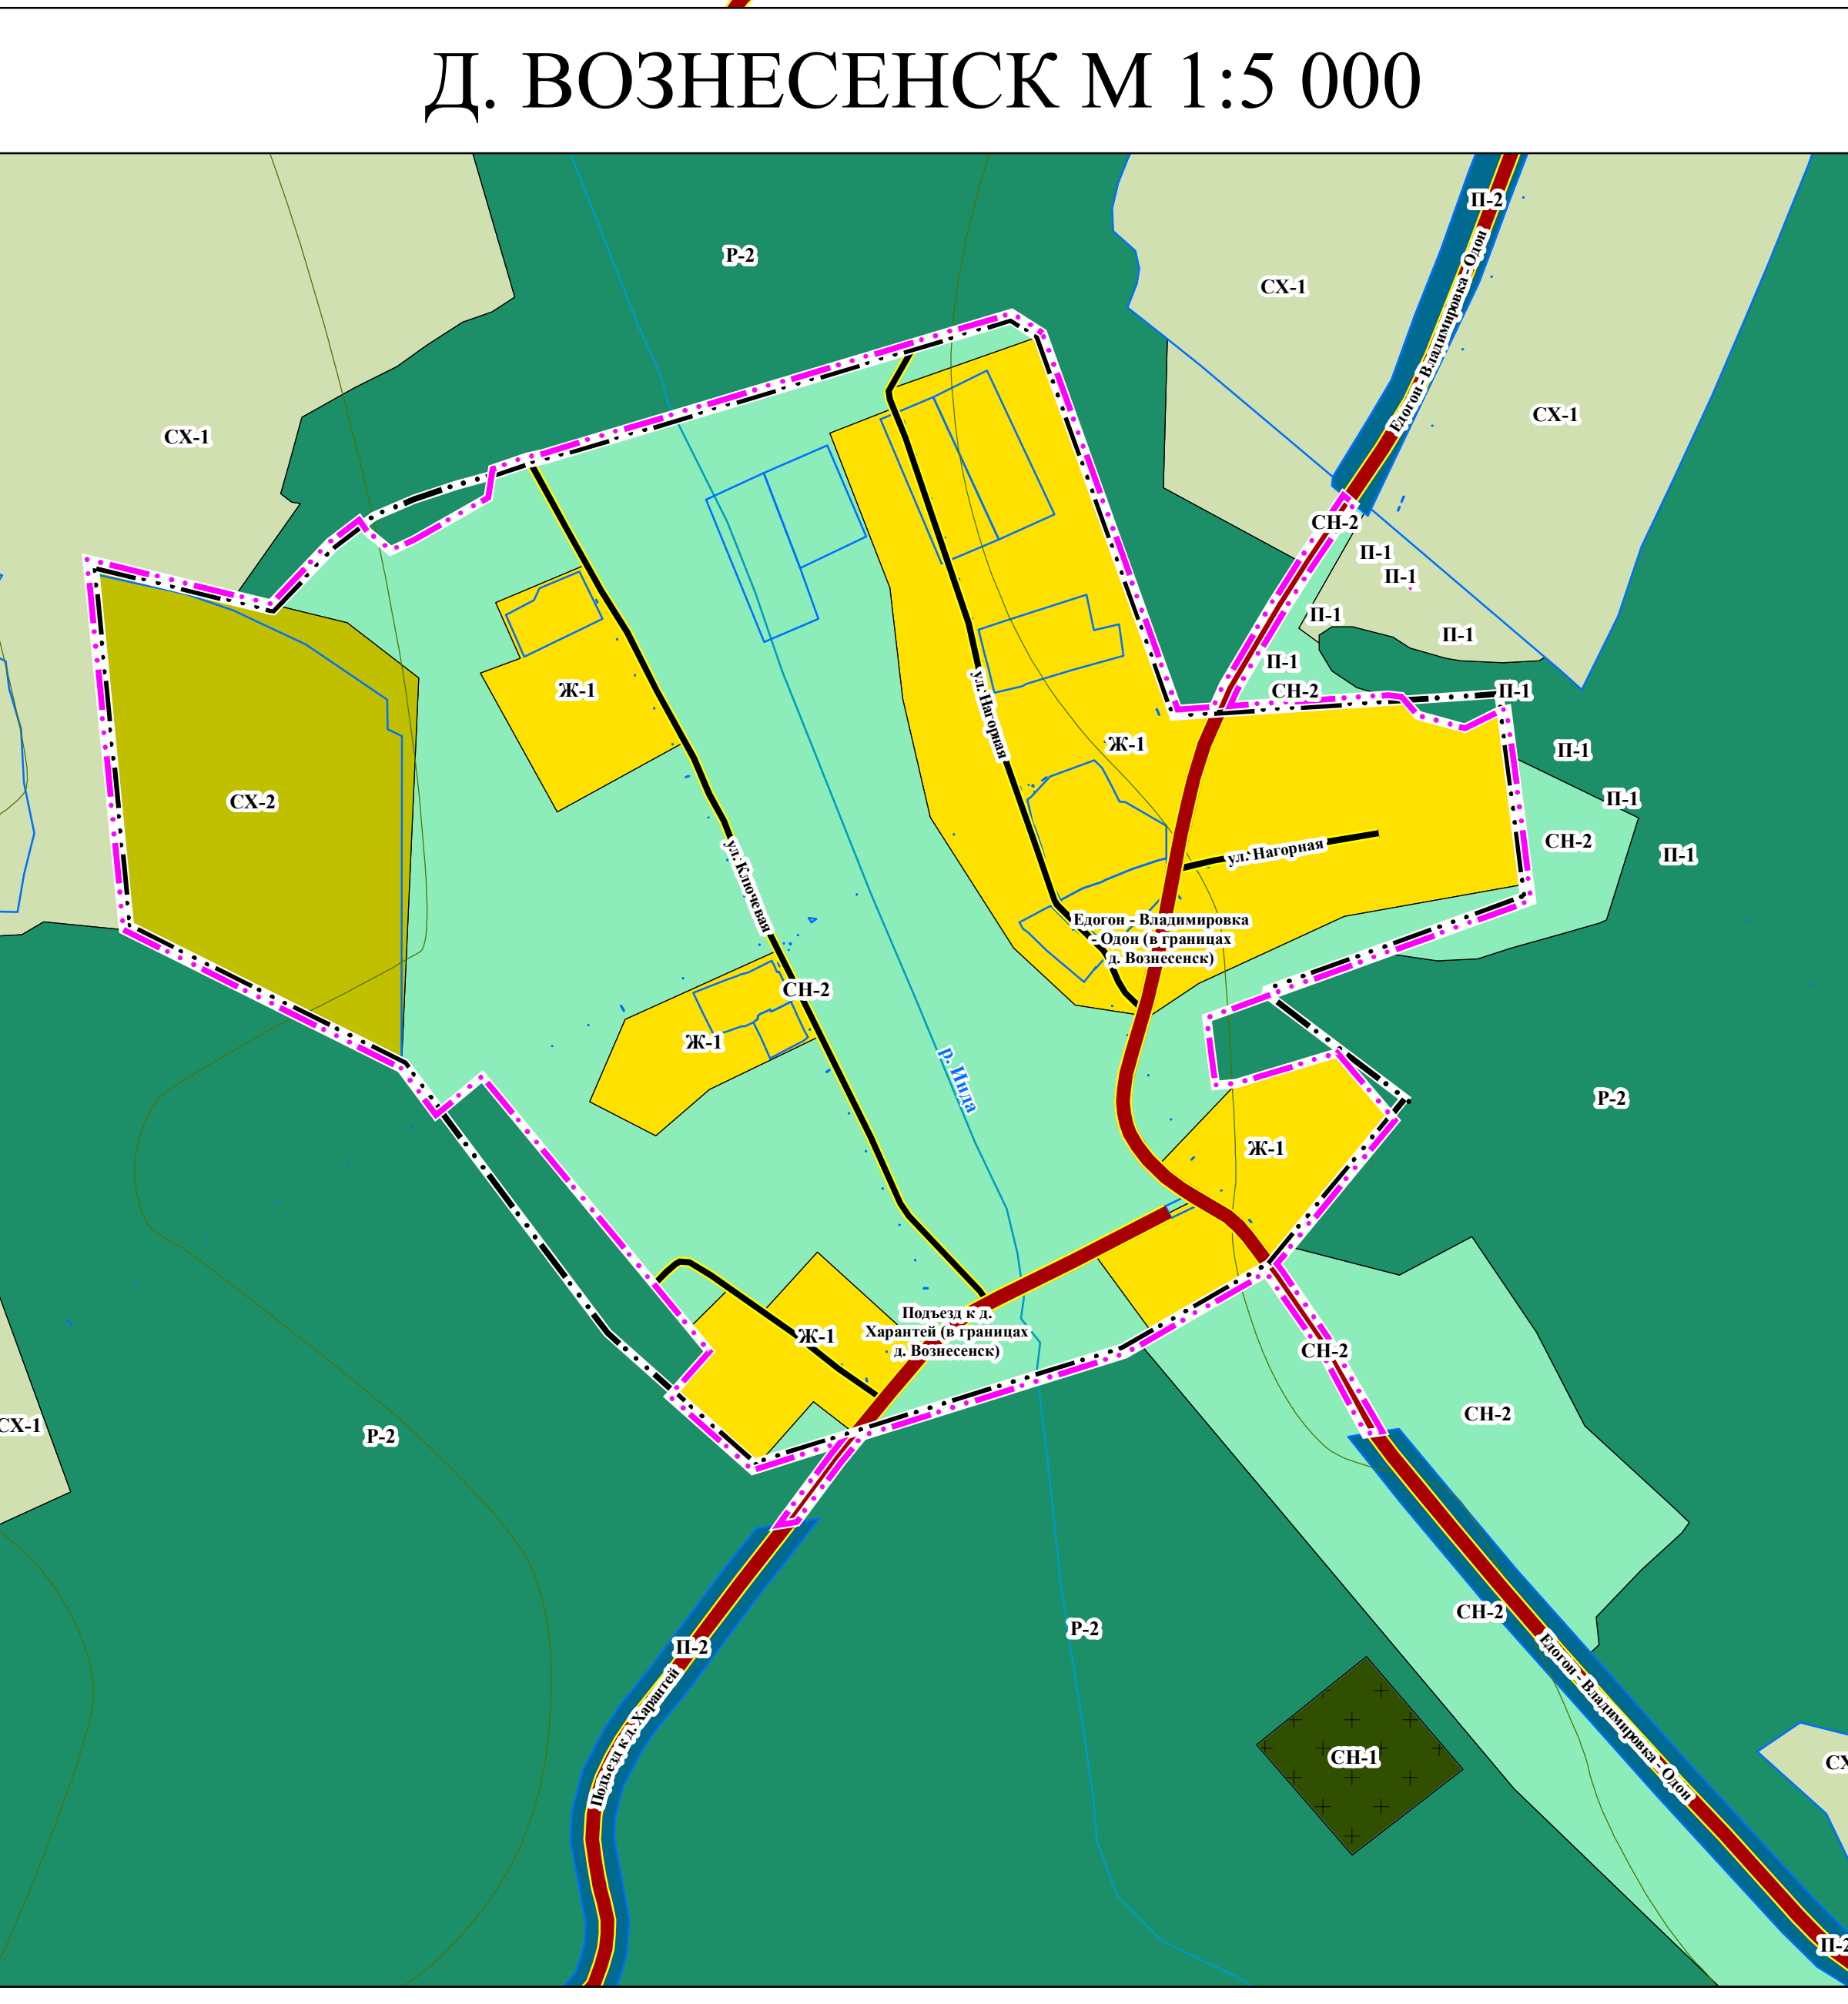 Д. ВОЗНЕСЕНСК М 1:5 000
П-2
Р-2
СХ-1
Едогон - Владимировка - Одон
СХ-1
СХ-1
СН-2
П-1
П-1
П-1
П-1
П-1
СН-2
П-1
Ж-1
ул. Нагорная
Ж-1
П-1
СХ-2
П-1
СН-2
ул. Нагорная
П-1
ул. Ключевая
Едогон - Владимировка
- Одон (в границах
д. Вознесенск)
СН-2
Ж-1
р. Инда
Р-2
Ж-1
Подъезд к д.
Харантей (в границах
д. Вознесенск)
Ж-1
СН-2
СН-2
СХ-1
Р-2
СН-2
Р-2
П-2
Подъезд к д. Харантей
Едогон - Владимировка - Одон
СН-1
П-2